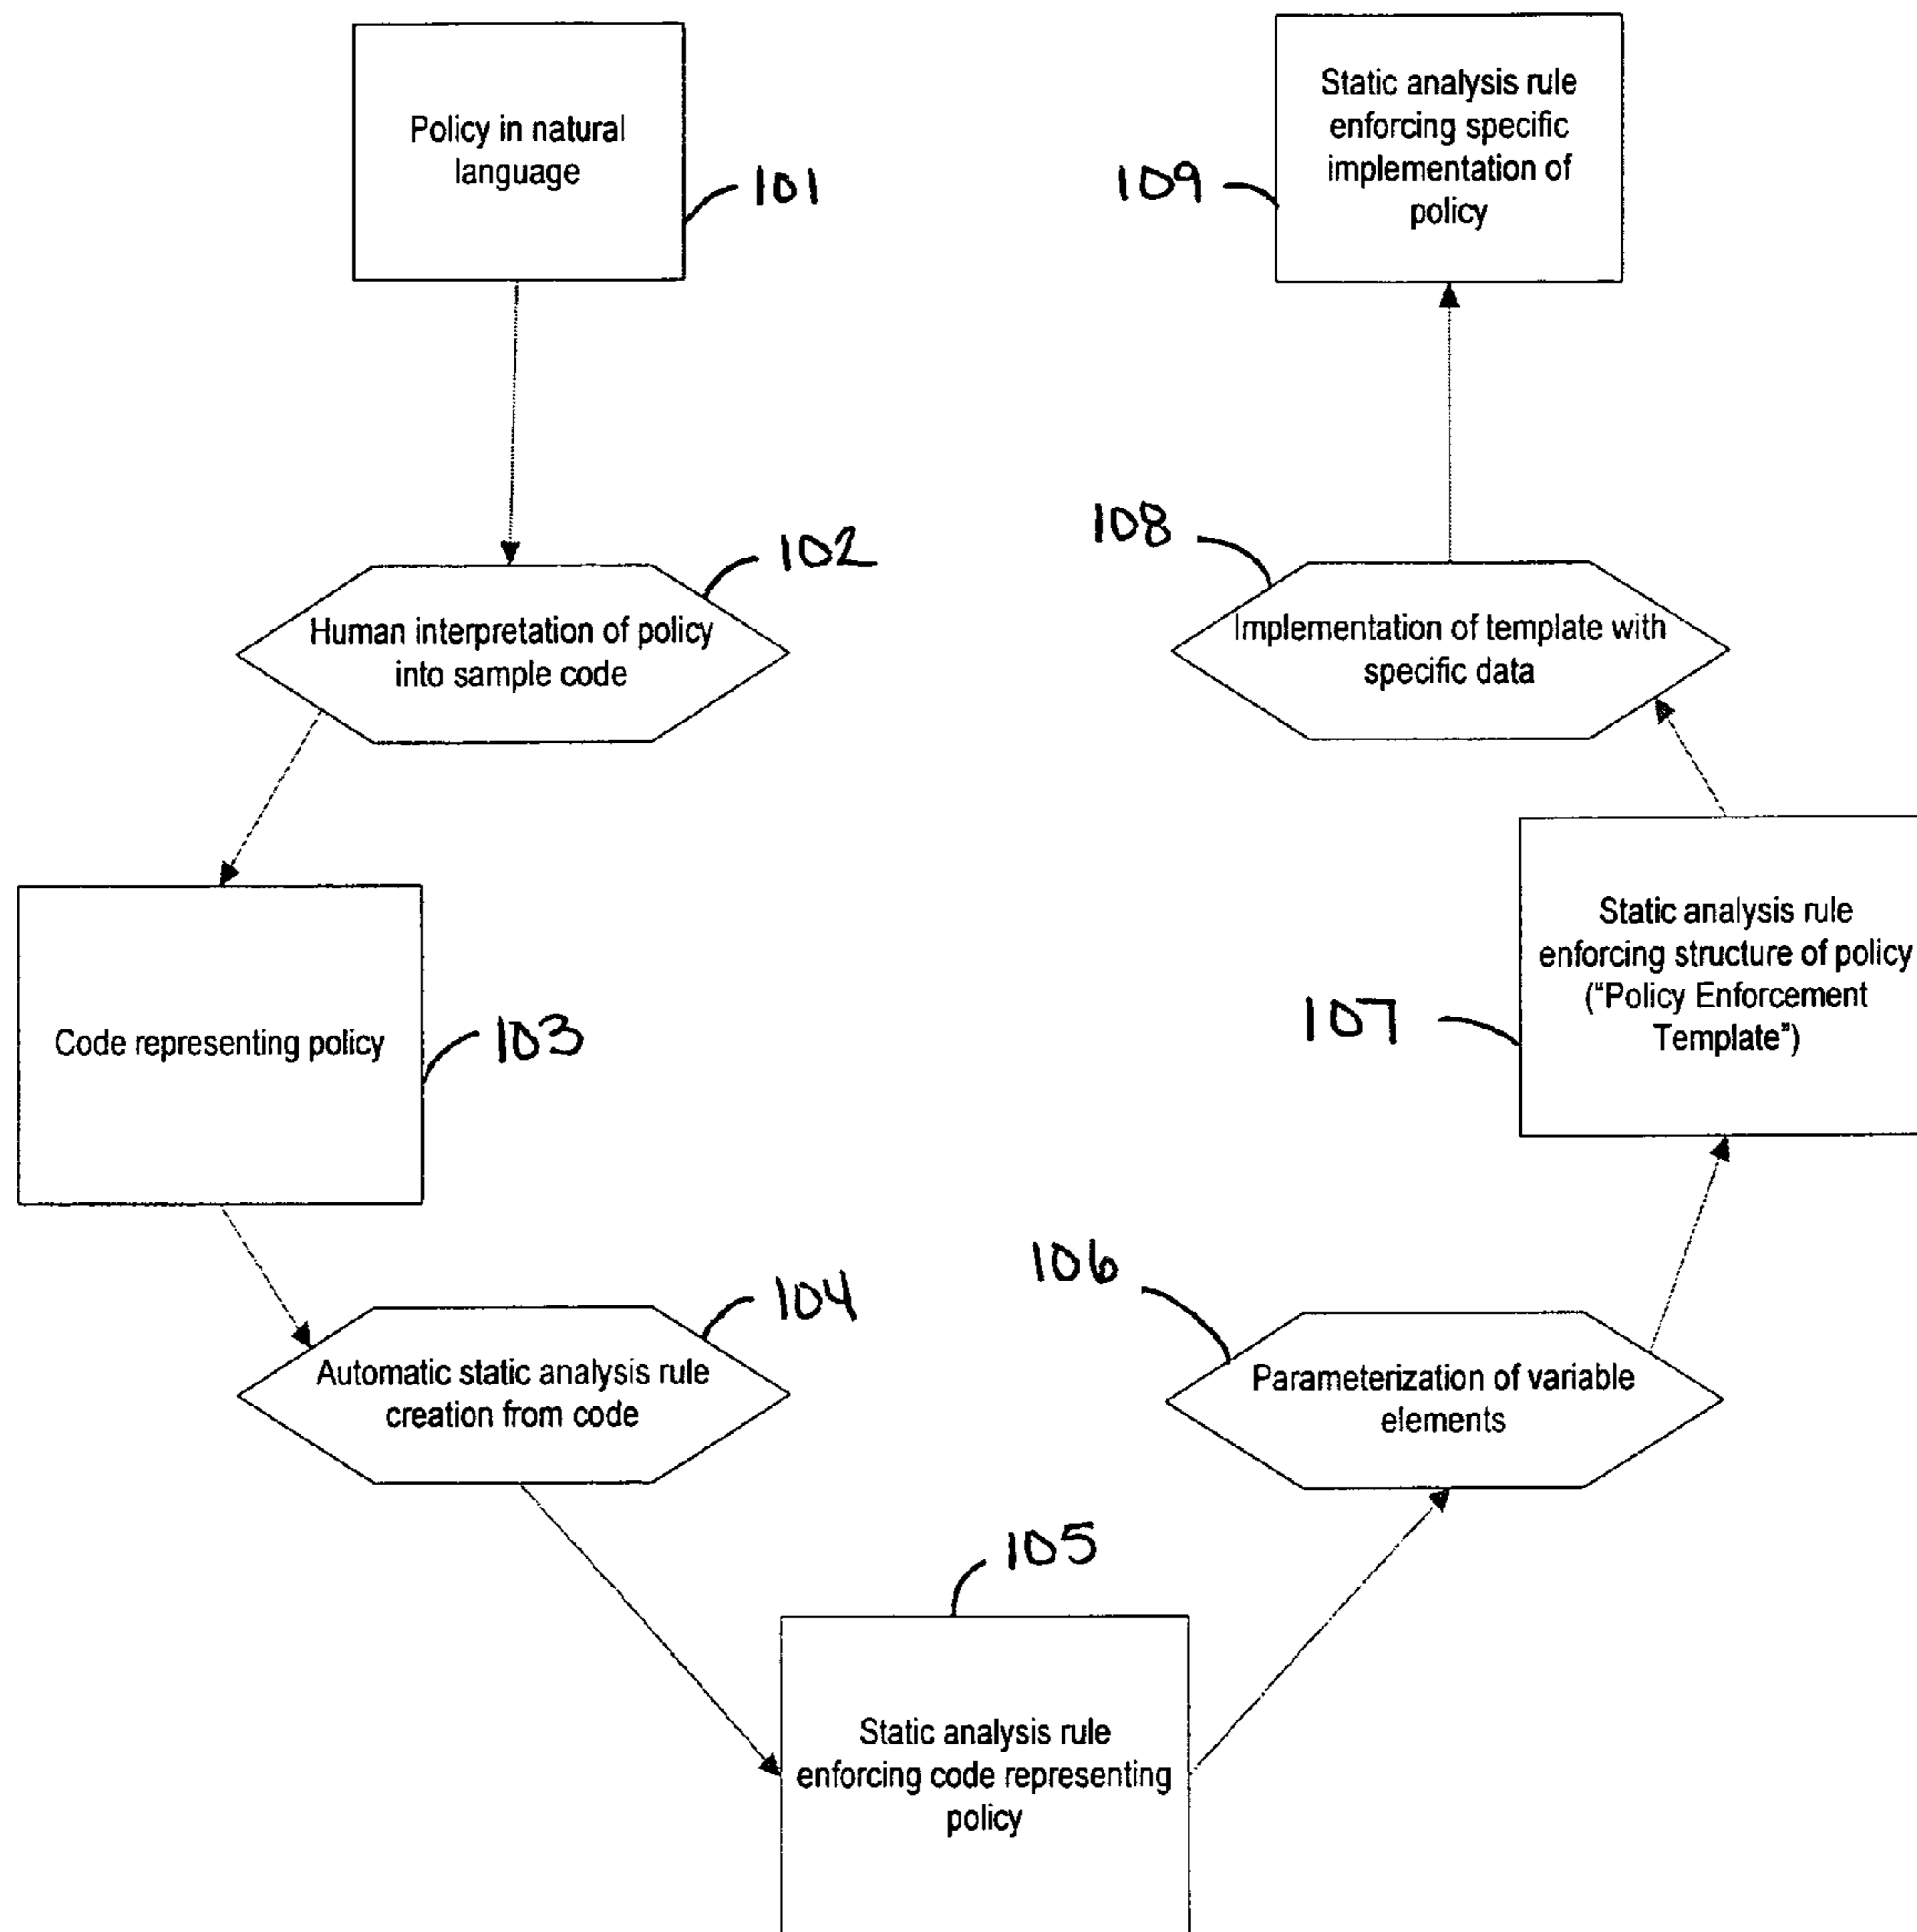 Policy in natural
language
101
Human interpretation of policy
into sample code
102
Code representing policy
103
Automatic static analysis rule
creation from code
104
Static analysis rule
enforcing code representing
policy
105
Parameterization of variable
elements
106
Static analysis rule
enforcing structure of policy
("Policy Enforcement
Template")
107
Implementation of template with
specific data
108
Static analysis rule
enforcing specific
implementation of
policy
109